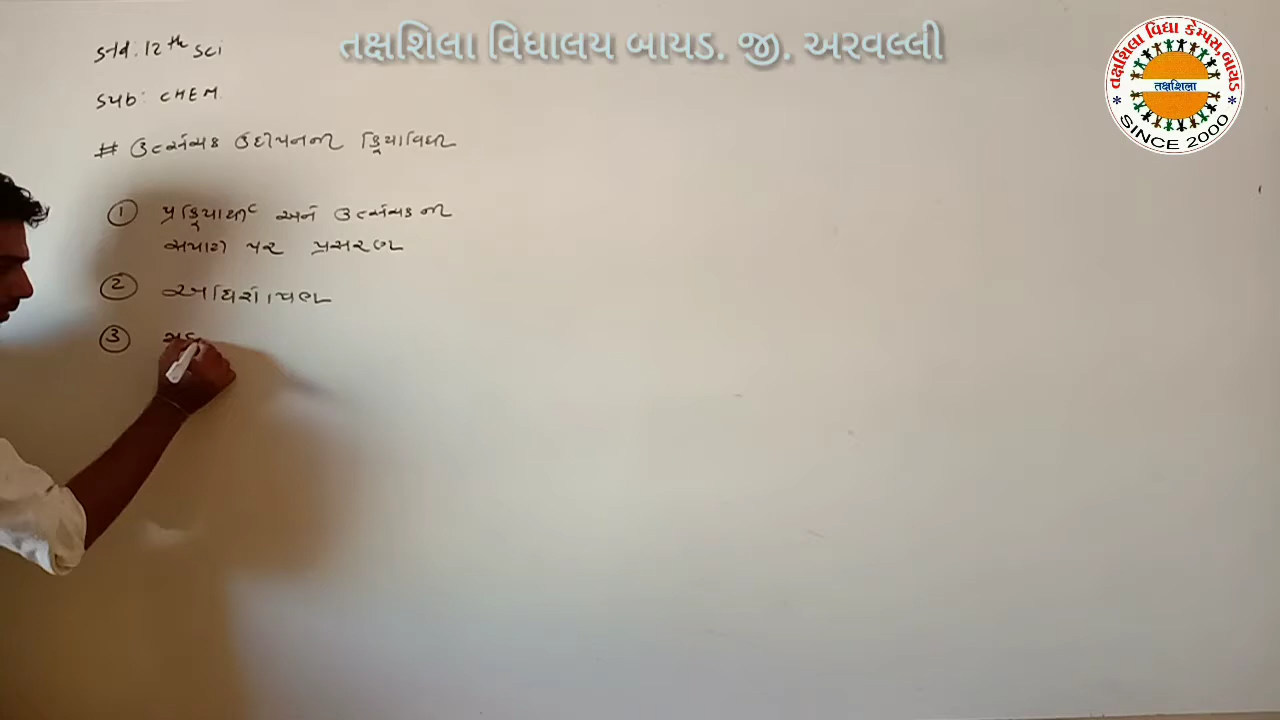 તક્ષશિલા વિધાલય બાયડ. જી. અરવલ્લી
તક્ષશિલા વિદ્યા કેમ્પસ, બાયડ
તક્ષશિલા
* SINCE 2000 *
Std: 12th Sci
Sub: CHEM
# ઉત્પ્રેરક ઉદ્દીપનની ક્રિયાવિધી
① પ્રક્રિયાર્થી અને ઉત્પ્રેરકની
સપાટી પર પ્રસરણ
② અધિશોષણ
③